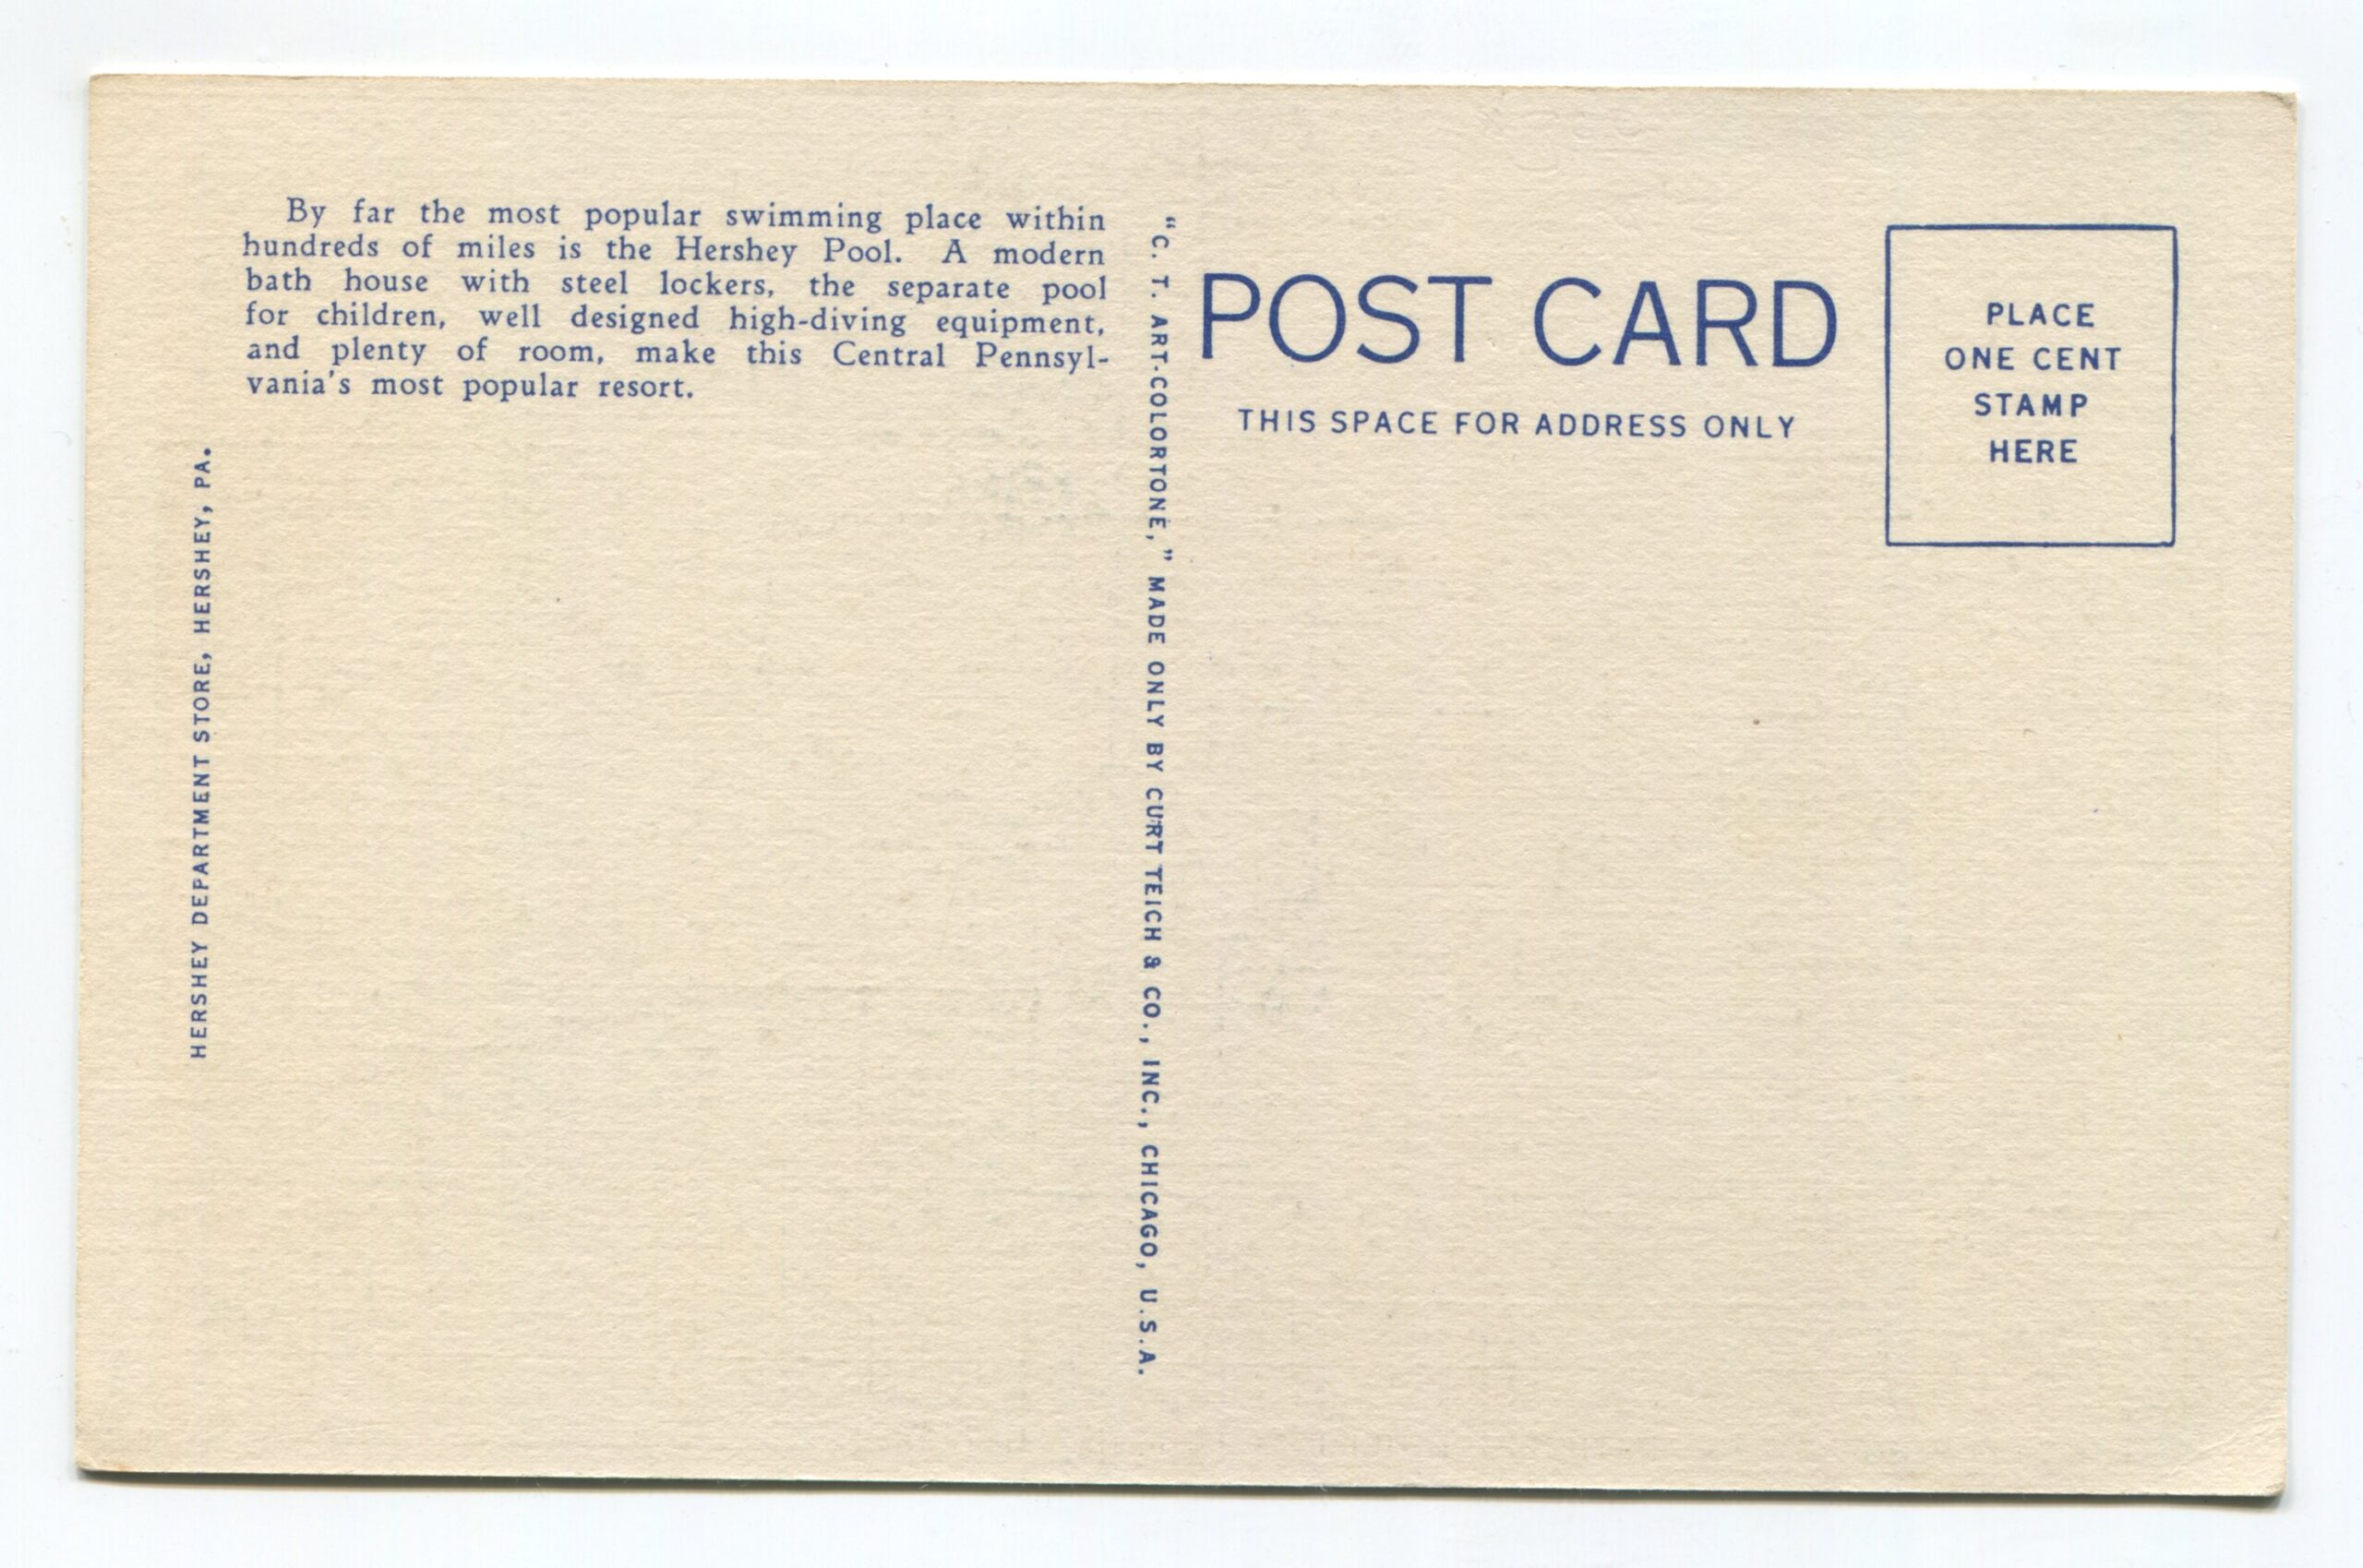 By far the most popular swimming place within
hundreds of miles is the Hershey Pool. A modern
bath house with steel lockers, the separate pool
for children, well designed high-diving equipment,
and plenty of room, make this Central Pennsyl-
vania's most popular resort.
HERSHEY DEPARTMENT STORE, HERSHEY, PA.
"C. T. ART-COLORTONE," MADE ONLY BY CURT TEICH & CO., INC., CHICAGO, U.S.A.
POST CARD
THIS SPACE FOR ADDRESS ONLY
PLACE
ONE CENT
STAMP
HERE